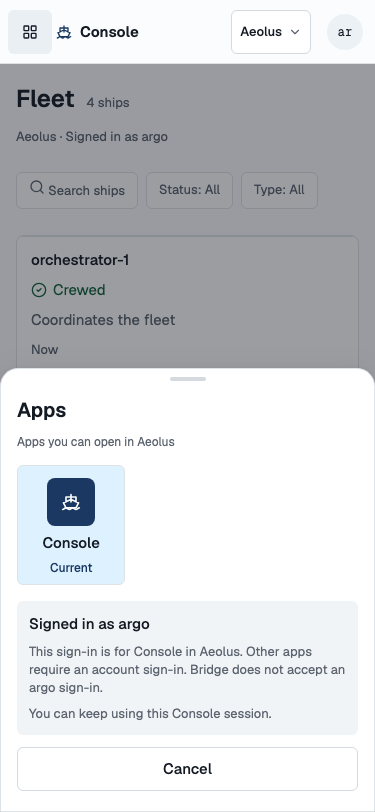 Console
Aeolus
ar
Fleet 4 ships
Aeolus · Signed in as argo
Search ships
Status: All
Type: All
orchestrator-1
Crewed
Coordinates the fleet
Now
Apps
Apps you can open in Aeolus
Console
Current
Signed in as argo
This sign-in is for Console in Aeolus. Other apps
require an account sign-in. Bridge does not accept an
argo sign-in.
You can keep using this Console session.
Cancel